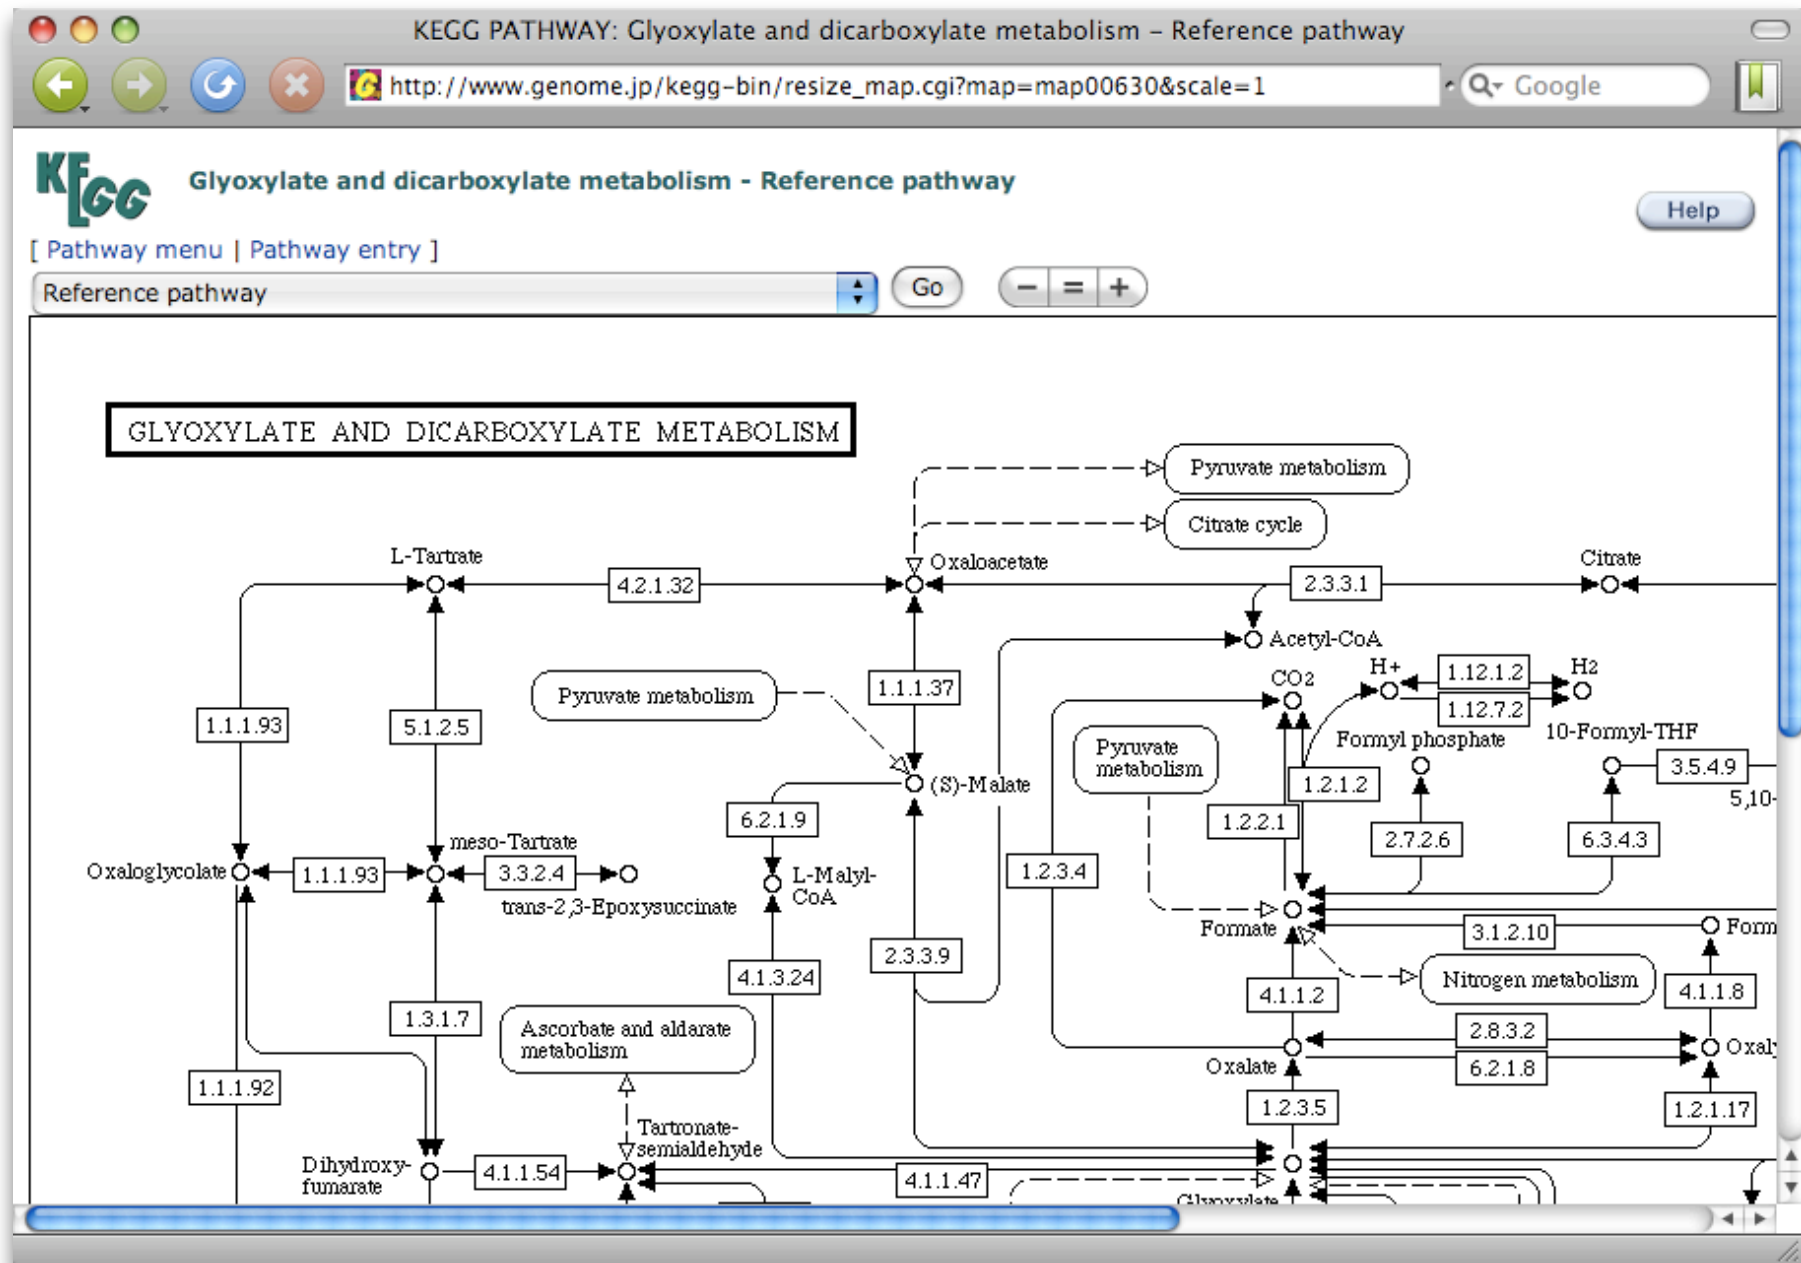 KEGG PATHWAY: Glyoxylate and dicarboxylate metabolism – Reference pathway
http://www.genome.jp/kegg-bin/resize_map.cgi?map=map00630&scale=1
Google
KEGG
Glyoxylate and dicarboxylate metabolism - Reference pathway
Help
[ Pathway menu | Pathway entry ]
Reference pathway
Go
− = +
GLYOXYLATE AND DICARBOXYLATE METABOLISM
Pyruvate metabolism
Citrate cycle
L-Tartrate
Oxaloacetate
Citrate
4.2.1.32
2.3.3.1
Acetyl-CoA
H+
1.12.1.2
H2
CO2
Pyruvate metabolism
1.1.1.37
1.12.7.2
1.1.1.93
5.1.2.5
Formyl phosphate
10-Formyl-THF
Pyruvate
metabolism
3.5.4.9
(S)-Malate
1.2.1.2
5,10-
6.2.1.9
1.2.2.1
2.7.2.6
6.3.4.3
meso-Tartrate
Oxaloglycolate
1.1.1.93
3.3.2.4
1.2.3.4
L-Malyl-
CoA
trans-2,3-Epoxysuccinate
Formate
3.1.2.10
Form
2.3.3.9
4.1.3.24
Nitrogen metabolism
4.1.1.2
4.1.1.8
1.3.1.7
Ascorbate and aldarate
metabolism
2.8.3.2
Oxaly
Oxalate
6.2.1.8
1.1.1.92
1.2.3.5
1.2.1.17
Tartronate-
semialdehyde
Dihydroxy-
fumarate
4.1.1.54
4.1.1.47
Glyoxylate